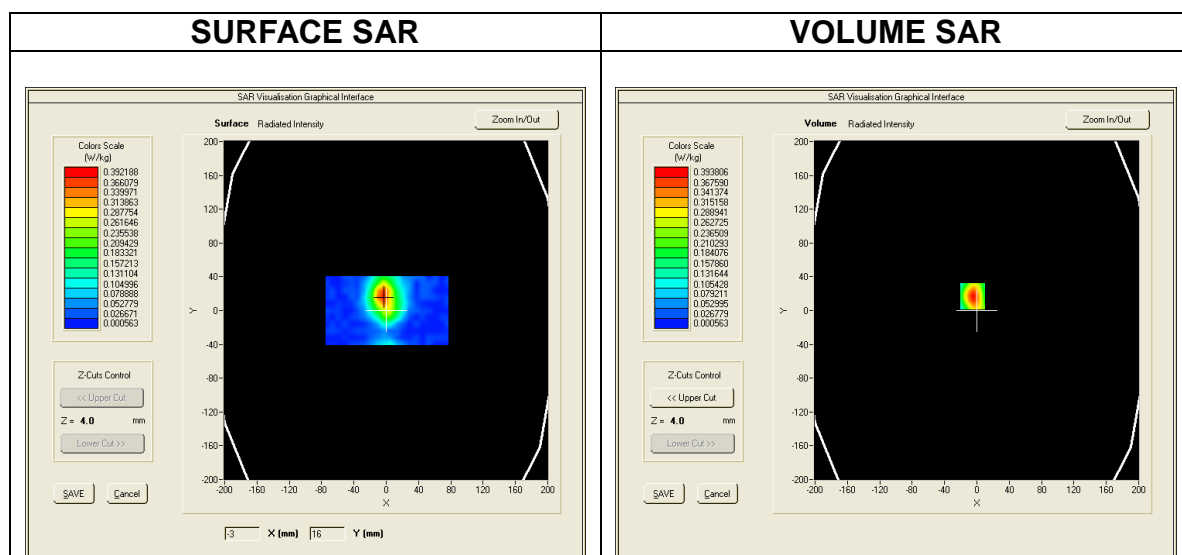 SURFACE SAR
VOLUME SAR
SAR Visualisation Graphical Interface
Surface Radiated Intensity
Zoom In/Out
Colors Scale
(W/kg)
0.392188
0.366079
0.339971
0.313863
0.287754
0.261646
0.235538
0.209429
0.183321
0.157213
0.131104
0.104996
0.078888
0.052779
0.026671
0.000563
200
160
120
80
40
0
-40
-80
-120
-160
-200
Y
-200 -160 -120 -80 -40 0 40 80 120 160 200
X
Z-Cuts Control
<< Upper Cut
Z = 4.0 mm
Lower Cut >>
SAVE Cancel
-3 X (mm) 16 Y (mm)
SAR Visualisation Graphical Interface
Volume Radiated Intensity
Zoom In/Out
Colors Scale
(W/kg)
0.393806
0.367590
0.341374
0.315158
0.288941
0.262725
0.236509
0.210293
0.184076
0.157860
0.131644
0.105428
0.079211
0.052995
0.026779
0.000563
200
160
120
80
40
0
-40
-80
-120
-160
-200
Y
-200 -160 -120 -80 -40 0 40 80 120 160 200
X
Z-Cuts Control
<< Upper Cut
Z = 4.0 mm
Lower Cut >>
SAVE Cancel